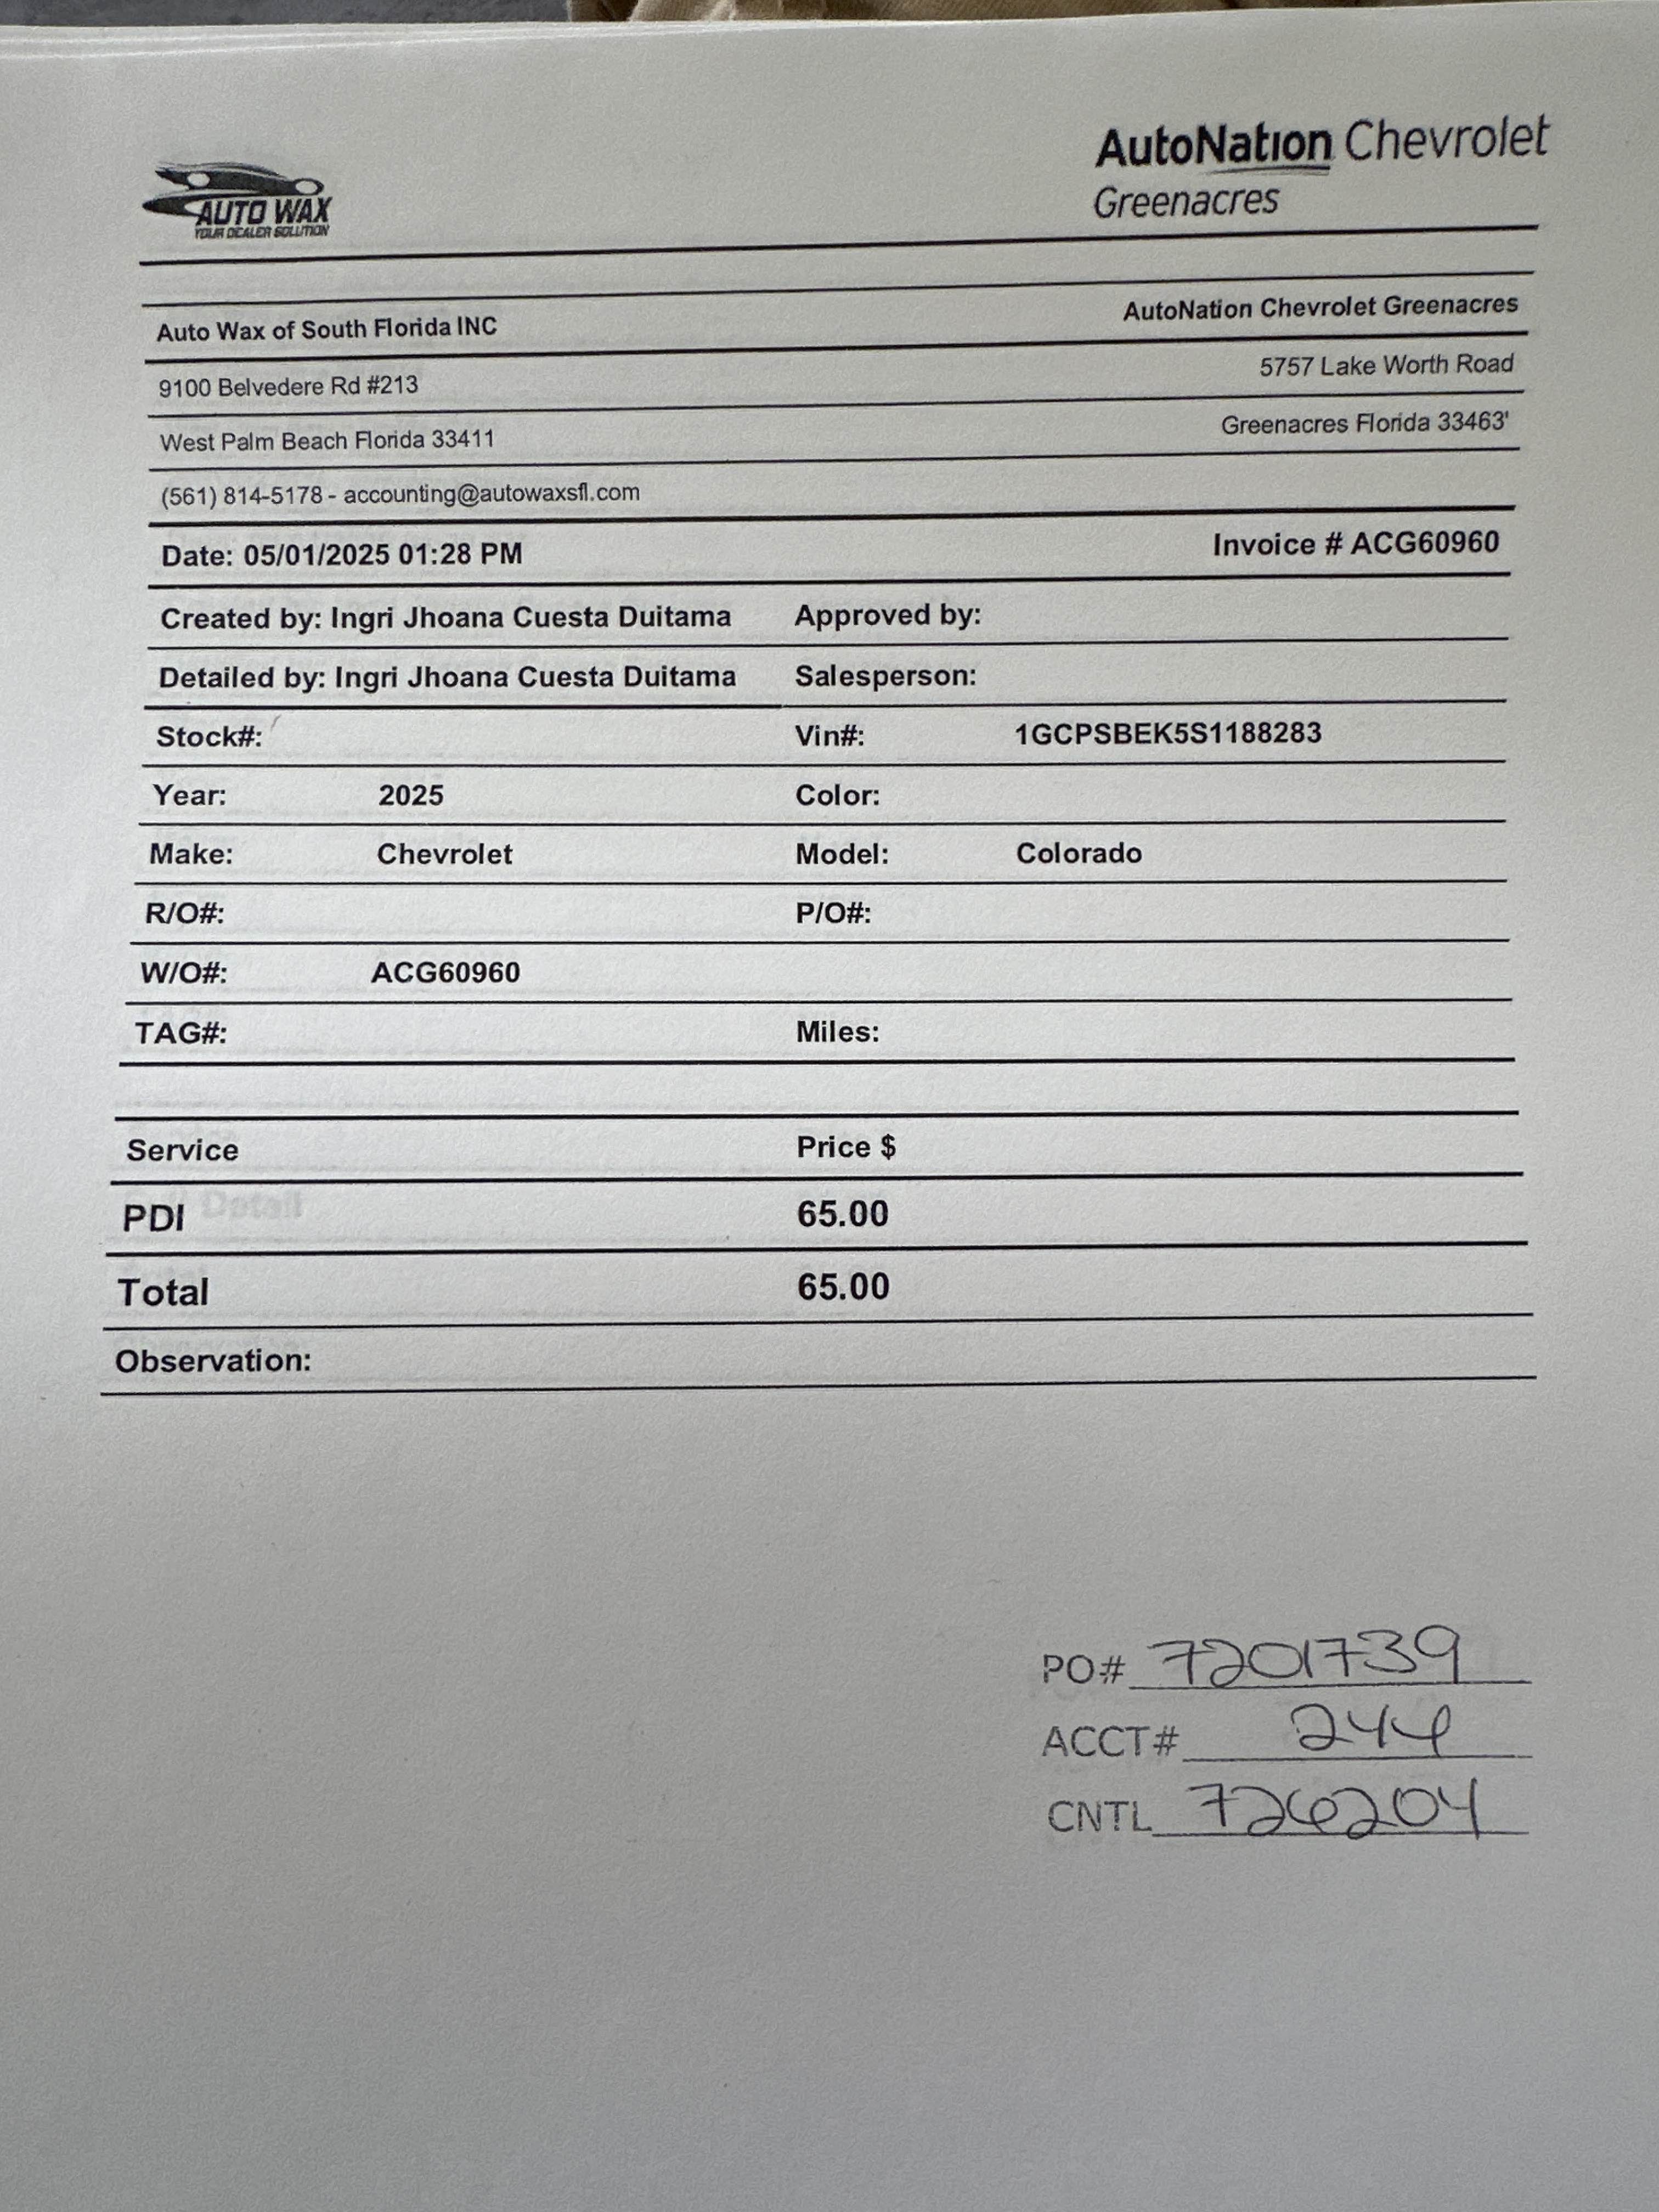 AUTO WAX
YOUR DEALER SOLUTION
AutoNation Chevrolet
Greenacres
Auto Wax of South Florida INC
AutoNation Chevrolet Greenacres
9100 Belvedere Rd #213
5757 Lake Worth Road
West Palm Beach Florida 33411
Greenacres Florida 33463'
(561) 814-5178 - accounting@autowaxsfl.com
Date: 05/01/2025 01:28 PM Invoice # ACG60960
Created by: Ingri Jhoana Cuesta Duitama Approved by:
Detailed by: Ingri Jhoana Cuesta Duitama Salesperson:
Stock#: Vin#: 1GCPSBEK5S1188283
Year: 2025 Color:
Make: Chevrolet Model: Colorado
R/O#: P/O#:
W/O#: ACG60960
TAG#: Miles:
Service Price $
PDI 65.00
Total 65.00
Observation:
PO# 7201739
ACCT# 244
CNTL 726204